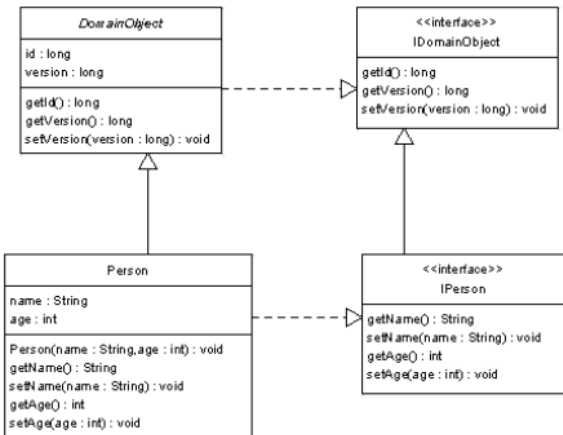 DomainObject
id : long
version : long
getId() : long
getVersion() : long
setVersion(version : long) : void
<<interface>>
IDomainObject
getId() : long
getVersion() : long
setVersion(version : long) : void
Person
name : String
age : int
Person(name : String,age : int) : void
getName() : String
setName(name : String) : void
getAge() : int
setAge(age : int) : void
<<interface>>
IPerson
getName() : String
setName(name : String) : void
getAge() : int
setAge(age : int) : void